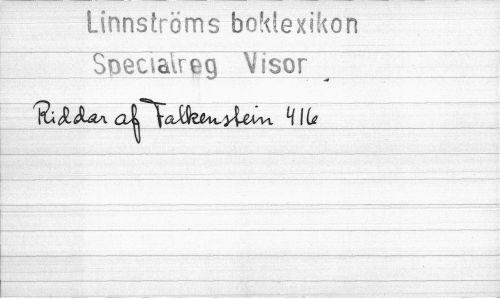 Linnströms boklexikon
Specialreg Visor
Riddar af Falkenstein 416